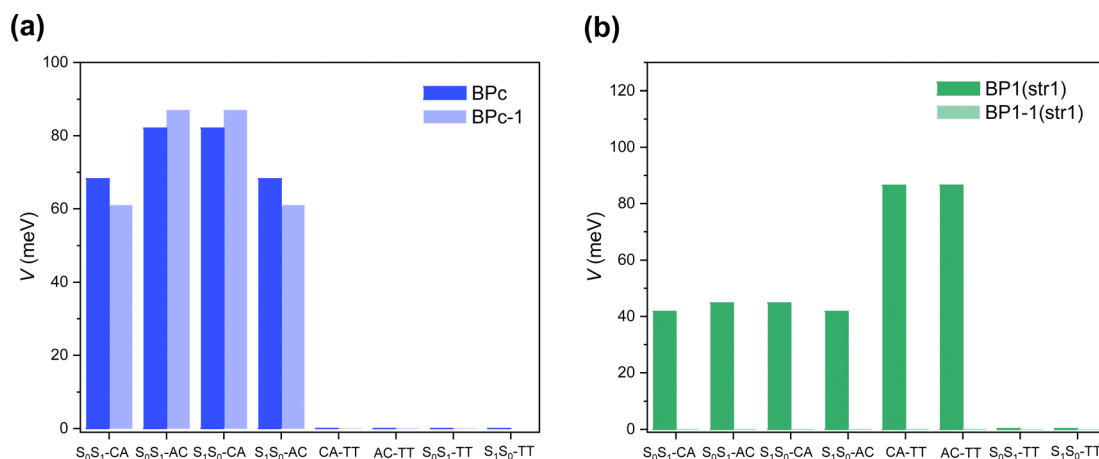 (a)
BPc
BPc-1
V (meV)
100
80
60
40
20
0
S₀S₁-CA S₀S₁-AC S₁S₀-CA S₁S₀-AC CA-TT AC-TT S₀S₁-TT S₁S₀-TT
(b)
BP1(str1)
BP1-1(str1)
V (meV)
120
100
80
60
40
20
0
S₀S₁-CA S₀S₁-AC S₁S₀-CA S₁S₀-AC CA-TT AC-TT S₀S₁-TT S₁S₀-TT